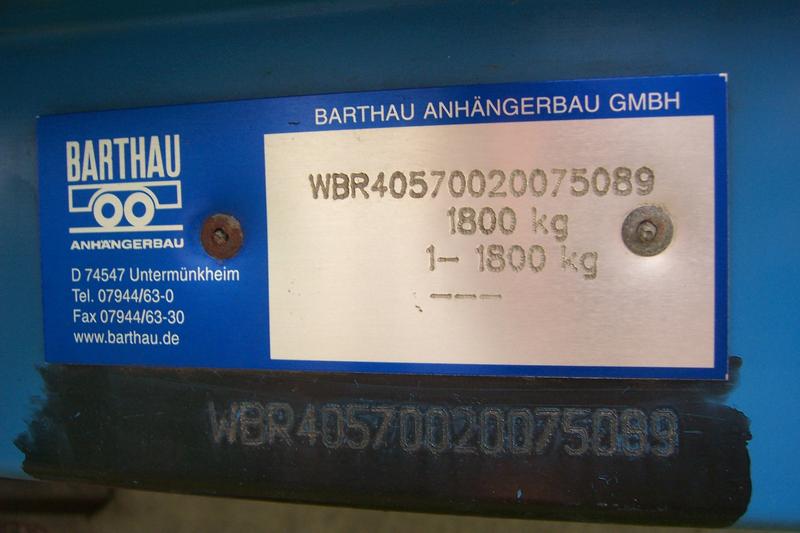 BARTHAU ANHÄNGERBAU GMBH
BARTHAU
ANHÄNGERBAU
D 74547 Untermünkheim
Tel. 07944/63-0
Fax 07944/63-30
www.barthau.de
WBR40570020075089
1800 kg
1- 1800 kg
---
WBR40570020075089